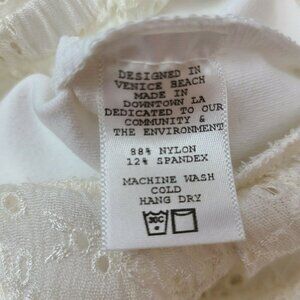 DESIGNED IN
VENICE BEACH
MADE IN
DOWNTOWN LA
DEDICATED TO OUR
COMMUNITY &
THE ENVIRONMENT
88% NYLON
12% SPANDEX
MACHINE WASH
COLD
HANG DRY
30C